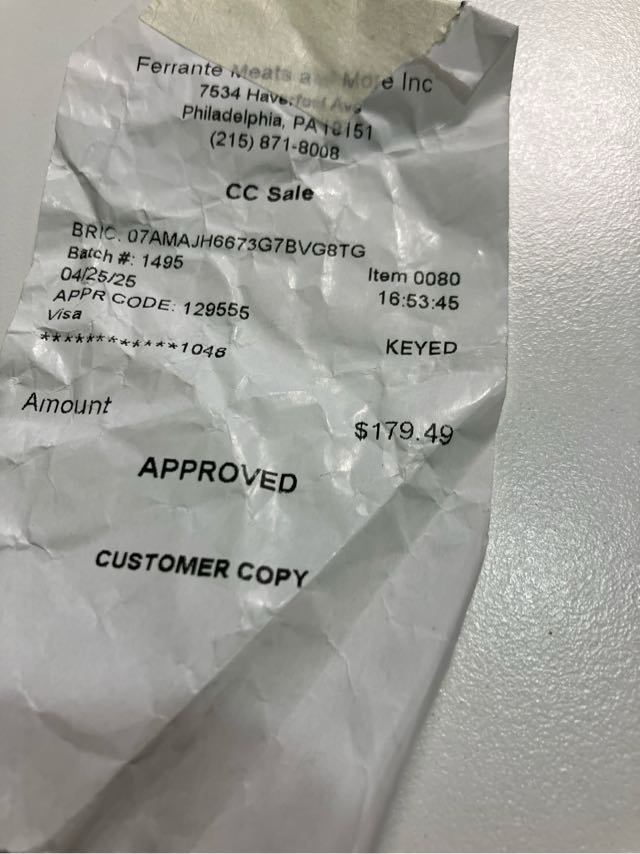 Ferrante Meats a Mo e Inc
7534 Haverford Ave
Philadelphia, PA 19151
(215) 871-8008
CC Sale
BRIC. 07AMAJH6673G7BVG8TG
Batch #: 1495
Item 0080
04/25/25
16:53:45
APPR CODE: 129555
Visa
KEYED
************1046
Amount
$179.49
APPROVED
CUSTOMER COPY